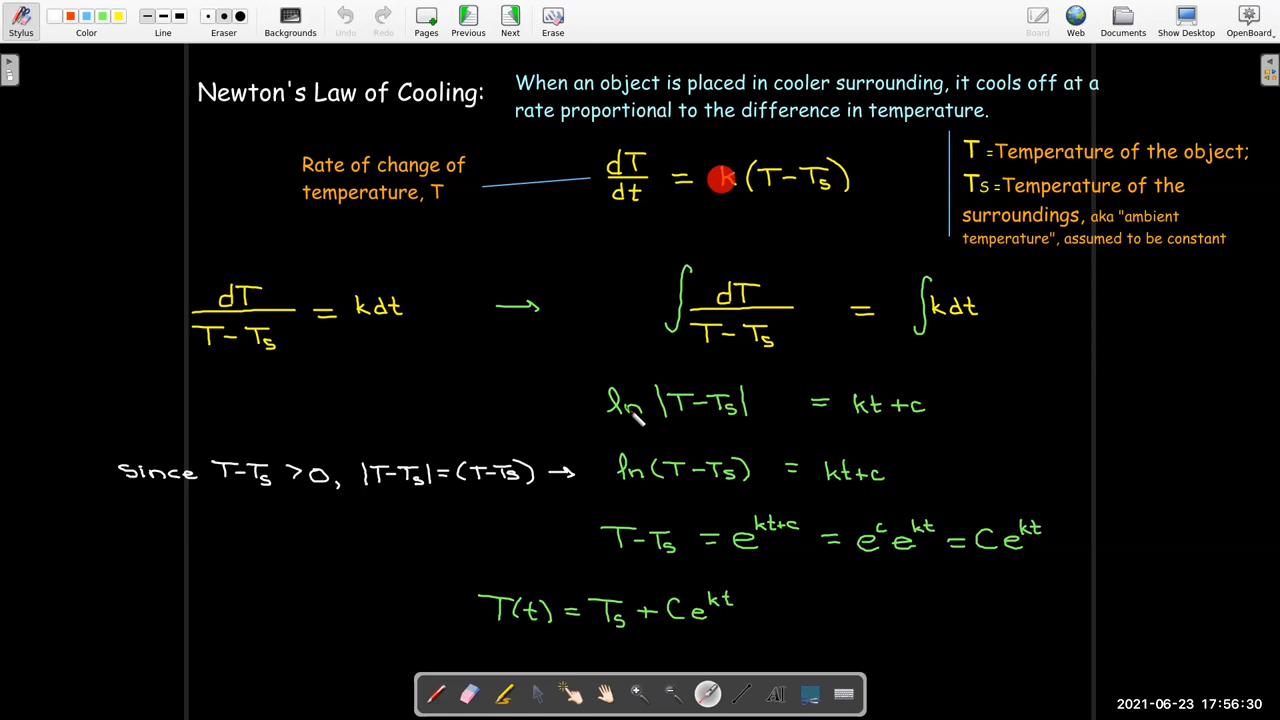 Stylus
Color
Line
Eraser
Backgrounds
Undo
Redo
Pages
Previous
Next
Erase
Board
Web
Documents
Show Desktop
OpenBoard
Newton's Law of Cooling:
When an object is placed in cooler surrounding, it cools off at a
rate proportional to the difference in temperature.
Rate of change of
temperature, T
dT/dt = k(T-Ts)
T =Temperature of the object;
Ts =Temperature of the
surroundings, aka "ambient
temperature", assumed to be constant
dT/(T-Ts) = kdt → ∫ dT/(T-Ts) = ∫kdt
ln |T-Ts| = kt+c
since T-Ts >0, |T-Ts|=(T-Ts) → ln(T-Ts) = kt+c
T-Ts = e^(kt+c) = e^c e^(kt) = Ce^(kt)
T(t) = Ts + Ce^(kt)
AI
2021-06-23 17:56:30